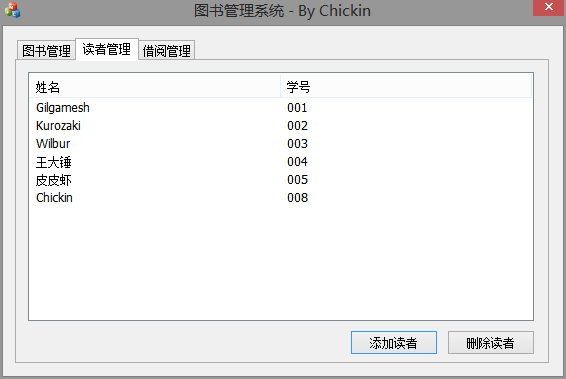 图书管理系统 - By Chickin
图书管理 读者管理 借阅管理
姓名 学号
Gilgamesh 001
Kurozaki 002
Wilbur 003
王大锤 004
皮皮虾 005
Chickin 008
添加读者 删除读者